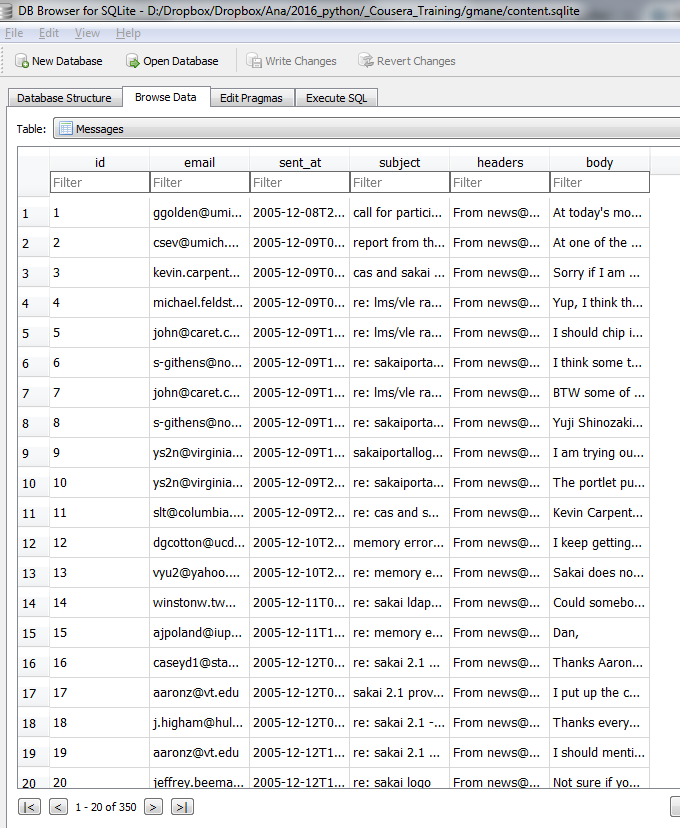 DB Browser for SQLite - D:/Dropbox/Dropbox/Ana/2016_python/_Cousera_Training/gmane/content.sqlite
File Edit View Help
New Database Open Database Write Changes Revert Changes
Database Structure Browse Data Edit Pragmas Execute SQL
Table: Messages
id email sent_at subject headers body
Filter Filter Filter Filter Filter Filter
1 1 ggolden@umi... 2005-12-08T2... call for partici... From news@... At today's mo...
2 2 csev@umich.... 2005-12-09T0... report from th... From news@... At one of the ...
3 3 kevin.carpent... 2005-12-09T0... cas and sakai ... From news@... Sorry if I am ...
4 4 michael.feldst... 2005-12-09T0... re: lms/vle ra... From news@... Yup, I think th...
5 5 john@caret.c... 2005-12-09T1... re: lms/vle ra... From news@... I should chip i...
6 6 s-githens@no... 2005-12-09T1... re: sakaiporta... From news@... I think some t...
7 7 john@caret.c... 2005-12-09T1... re: lms/vle ra... From news@... BTW some of ...
8 8 s-githens@no... 2005-12-09T1... re: sakaiporta... From news@... Yuji Shinozaki...
9 9 ys2n@virginia... 2005-12-09T1... sakaiportallog... From news@... I am trying ou...
10 10 ys2n@virginia... 2005-12-09T2... re: sakaiporta... From news@... The portlet pu...
11 11 slt@columbia.... 2005-12-09T2... re: cas and s... From news@... Kevin Carpent...
12 12 dgcotton@ucd... 2005-12-10T2... memory error... From news@... I keep getting...
13 13 vyu2@yahoo.... 2005-12-10T2... re: memory e... From news@... Sakai does no...
14 14 winstonw.tw... 2005-12-11T0... re: sakai ldap... From news@... Could somebo...
15 15 ajpoland@iup... 2005-12-11T1... re: memory e... From news@... Dan,
16 16 caseyd1@sta... 2005-12-12T0... re: sakai 2.1 ... From news@... Thanks Aaron...
17 17 aaronz@vt.edu 2005-12-12T0... sakai 2.1 prov... From news@... I put up the c...
18 18 j.higham@hul... 2005-12-12T0... re: sakai 2.1 -... From news@... Thanks every...
19 19 aaronz@vt.edu 2005-12-12T1... re: sakai 2.1 ... From news@... I should menti...
20 20 jeffrey.beema... 2005-12-12T1... re: sakai logo From news@... Not sure if yo...
|< < 1 - 20 of 350 > >|